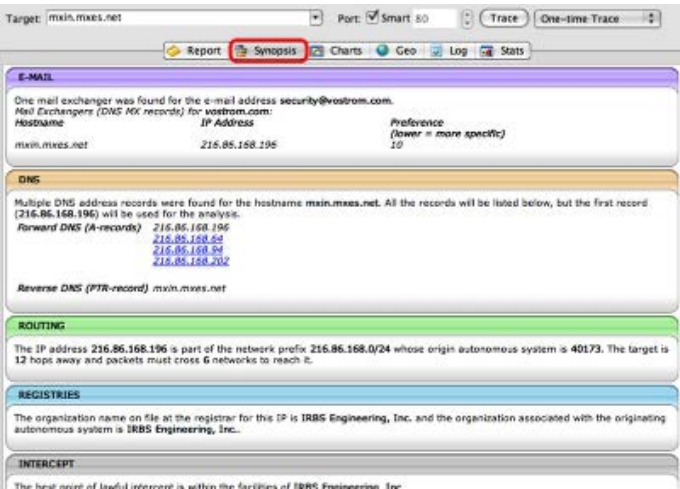 Target: mxin.mxes.net Port: Smart 80 Trace One-time Trace
Report Synopsis Charts Geo Log Stats
E-MAIL
One mail exchanger was found for the e-mail address security@vostrom.com.
Mail Exchangers (DNS MX records) for vostrom.com:
Hostname IP Address Preference
(lower = more specific)
mxin.mxes.net 216.86.168.196 10
DNS
Multiple DNS address records were found for the hostname mxin.mxes.net. All the records will be listed below, but the first record
(216.86.168.196) will be used for the analysis.
Forward DNS (A-records) 216.86.168.196
216.86.168.64
216.86.168.94
216.86.168.202
Reverse DNS (PTR-record) mxin.mxes.net
ROUTING
The IP address 216.86.168.196 is part of the network prefix 216.86.168.0/24 whose origin autonomous system is 40173. The target is
12 hops away and packets must cross 6 networks to reach it.
REGISTRIES
The organization name on file at the registrar for this IP is IRBS Engineering, Inc. and the organization associated with the originating
autonomous system is IRBS Engineering, Inc..
INTERCEPT
The best point of lawful intercept is within the facilities of IRBS Engineering, Inc